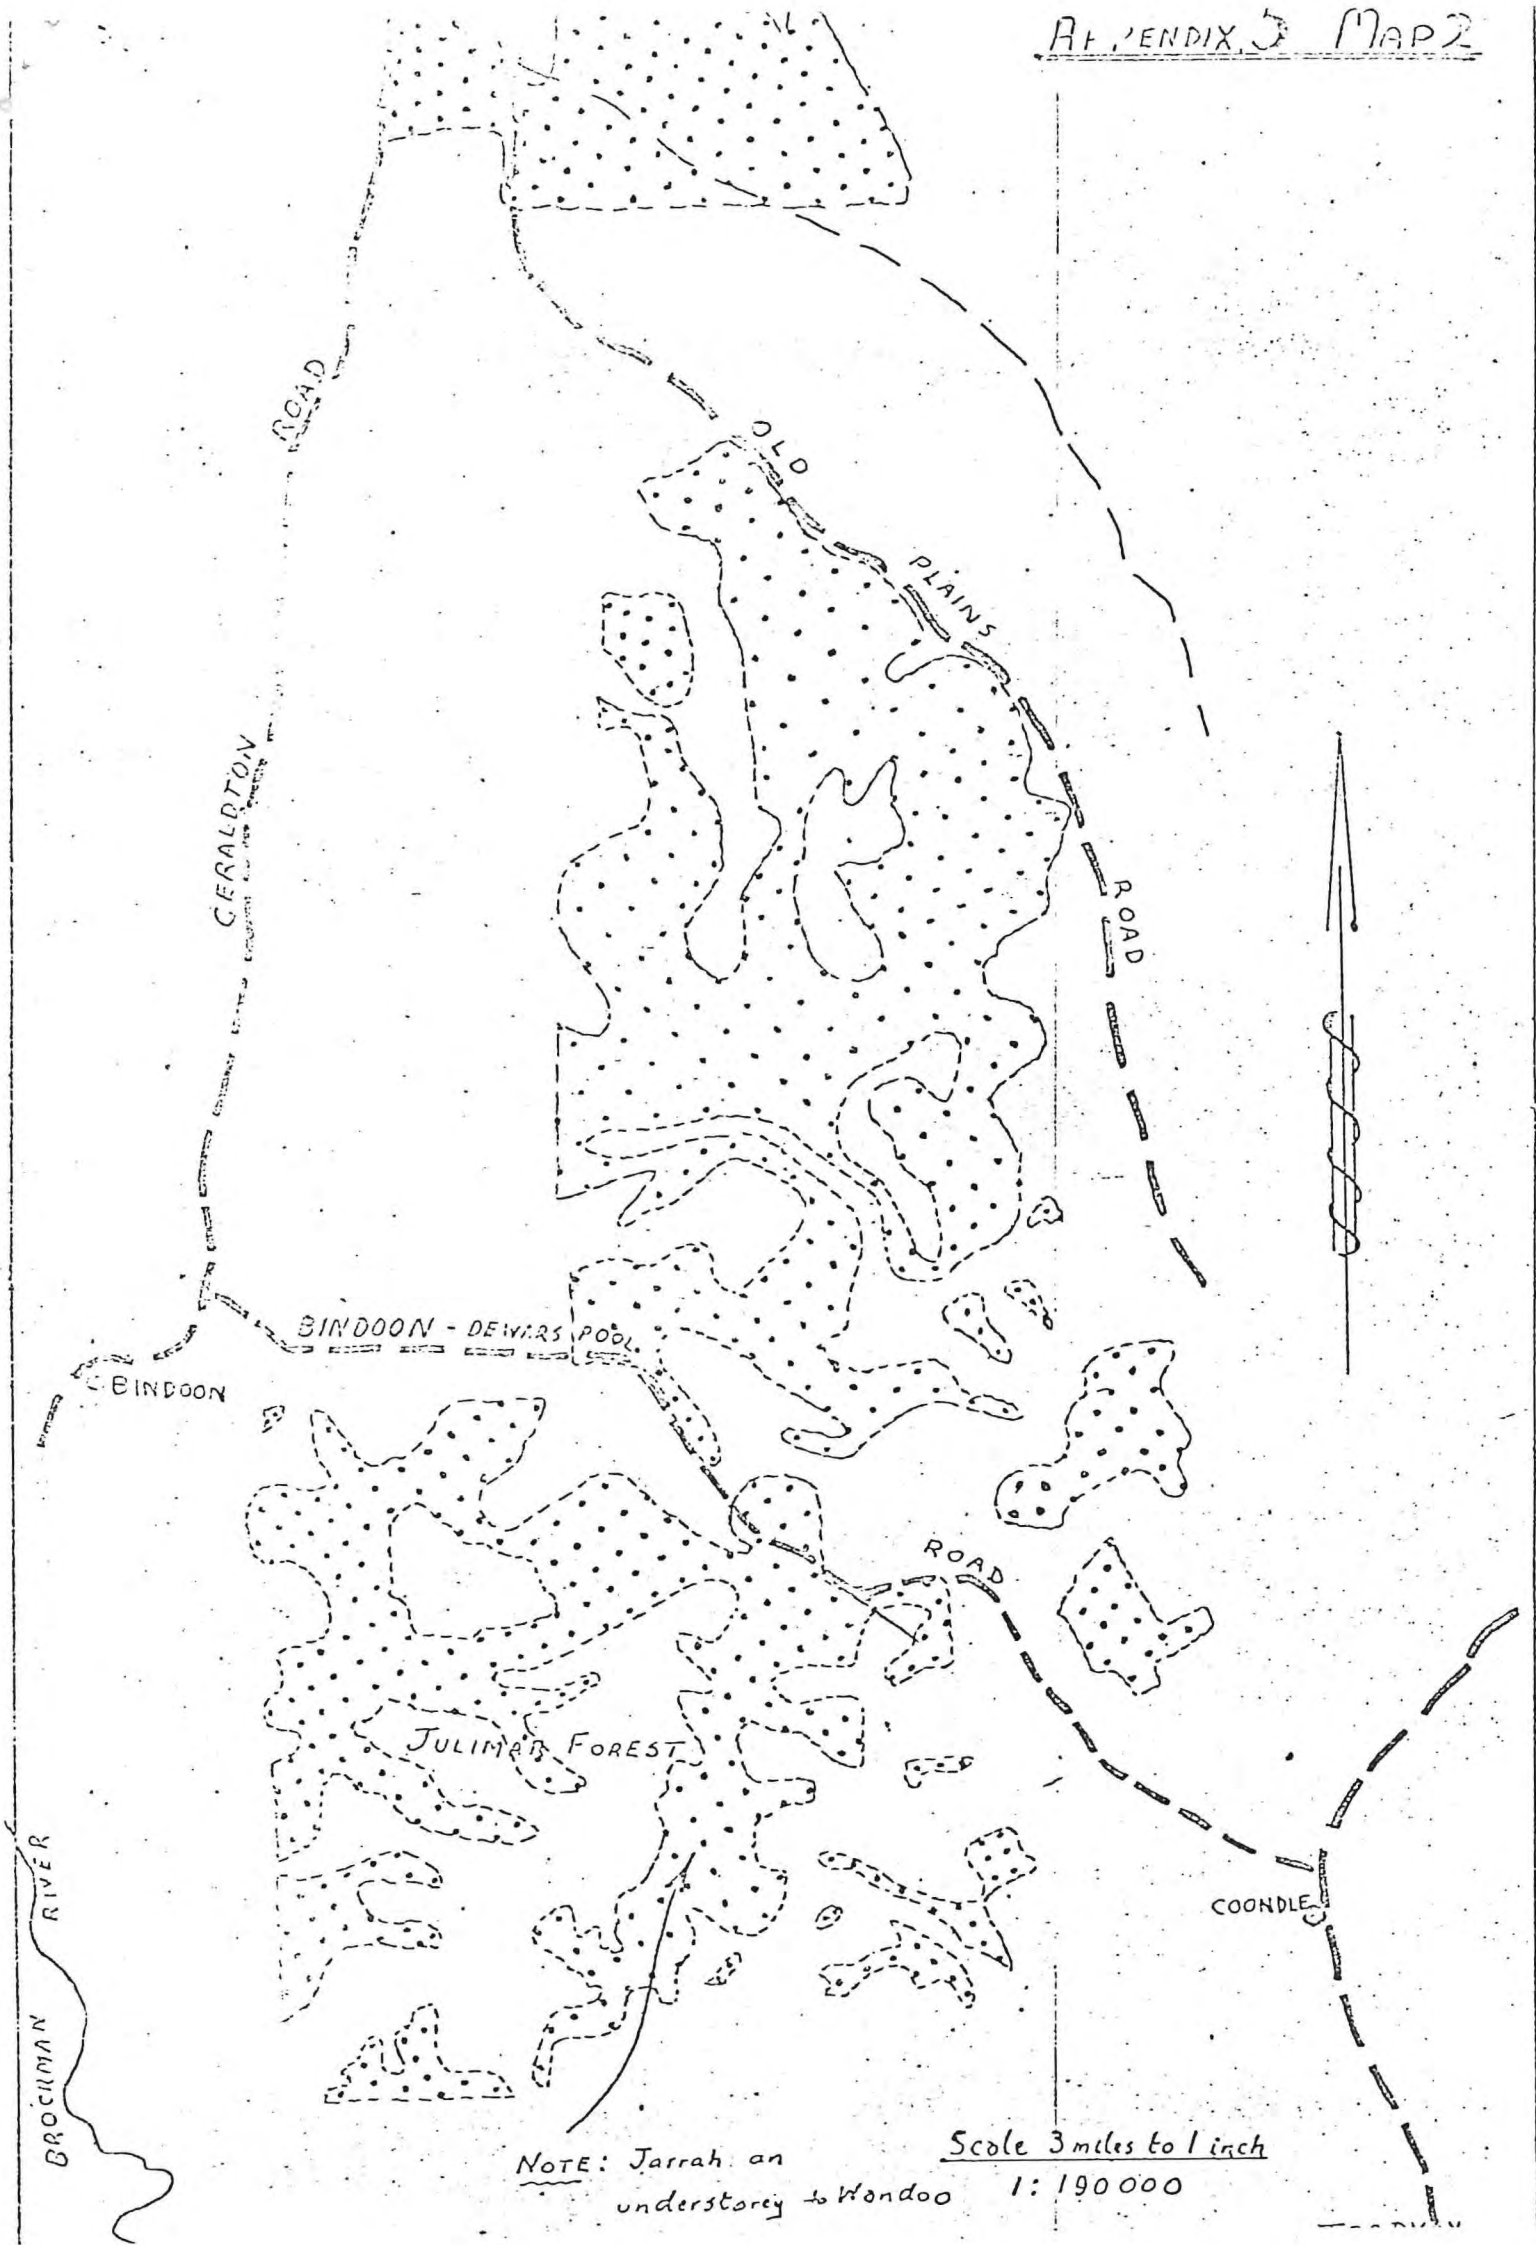 APPENDIX 5 MAP 2
ROAD
OLD
PLAINS
GERALDTON
ROAD
BINDOON - DEWARS POOL
BINDOON
ROAD
JULIMAR FOREST
RIVER
COONDLE
BROCKMAN
NOTE: Jarrah an
understorey to Wandoo
Scale 3 miles to 1 inch
1:190000